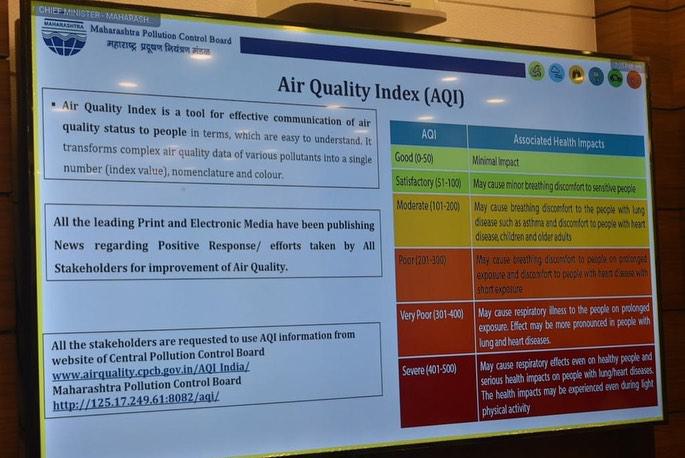 CHIEF MINISTER - MAHARASH
MAHARASHTRA
Maharashtra Pollution Control Board
महाराष्ट्र प्रदूषण नियंत्रण मंडळ
Air Quality Index (AQI)
▪ Air Quality Index is a tool for effective communication of air
quality status to people in terms, which are easy to understand. It
transforms complex air quality data of various pollutants into a single
number (index value), nomenclature and colour.
All the leading Print and Electronic Media have been publishing
News regarding Positive Response/ efforts taken by All
Stakeholders for improvement of Air Quality.
All the stakeholders are requested to use AQI information from
website of Central Pollution Control Board
www.airquality.cpcb.gov.in/AQI_India/
Maharashtra Pollution Control Board
http://125.17.249.61:8082/aqi/
AQI Associated Health Impacts
Good (0-50) Minimal Impact
Satisfactory (51-100) May cause minor breathing discomfort to sensitive people
Moderate (101-200) May cause breathing discomfort to the people with lung
disease such as asthma and discomfort to people with heart
disease, children and older adults
Poor (201-300) May cause breathing discomfort to people on prolonged
exposure and discomfort to people with heart disease with
short exposure
Very Poor (301-400) May cause respiratory illness to the people on prolonged
exposure. Effect may be more pronounced in people with
lung and heart diseases.
Severe (401-500) May cause respiratory effects even on healthy people and
serious health impacts on people with lung/heart diseases.
The health impacts may be experienced even during light
physical activity